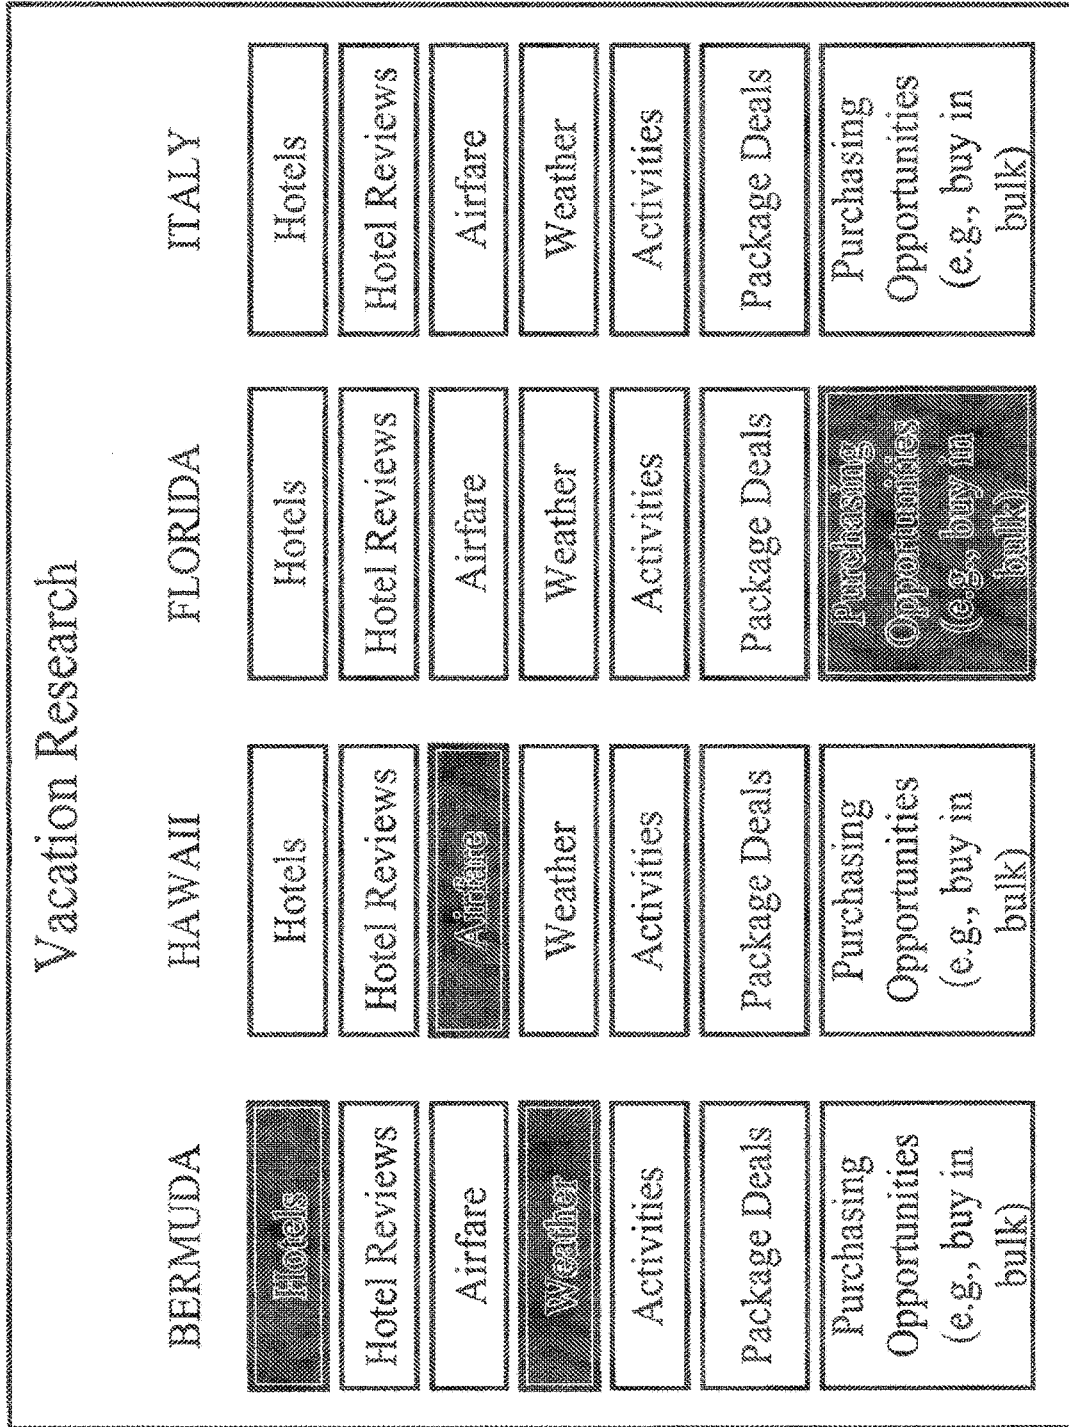 Vacation Research
BERMUDA
Hotels
Hotel Reviews
Airfare
Weather
Activities
Package Deals
Purchasing
Opportunities
(e.g., buy in
bulk)
HAWAII
Hotels
Hotel Reviews
Airfare
Weather
Activities
Package Deals
Purchasing
Opportunities
(e.g., buy in
bulk)
FLORIDA
Hotels
Hotel Reviews
Airfare
Weather
Activities
Package Deals
Purchasing
Opportunities
(e.g., buy in
bulk)
ITALY
Hotels
Hotel Reviews
Airfare
Weather
Activities
Package Deals
Purchasing
Opportunities
(e.g., buy in
bulk)